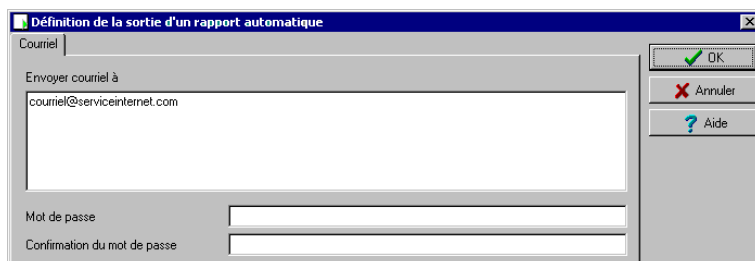 Définition de la sortie d'un rapport automatique
Courriel
OK
Envoyer courriel à
Annuler
courriel@serviceinternet.com
Aide
Mot de passe
Confirmation du mot de passe